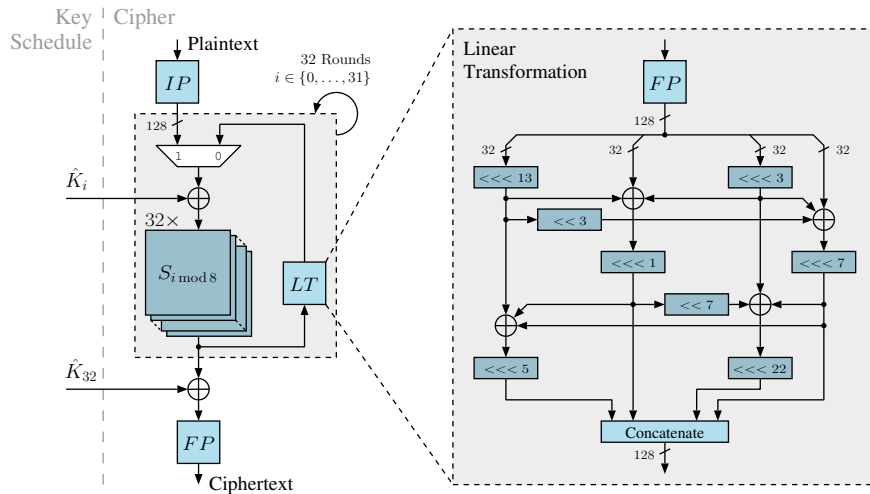 Key
Schedule
Cipher
Plaintext
IP
128
32 Rounds
i ∈ {0, . . . , 31}
1 0
K̂ᵢ
32×
Sᵢ ₘₒ𝒹 ₈
LT
K̂₃₂
FP
Ciphertext
Linear
Transformation
FP
128
32 32 32 32
<<< 13
<<< 3
<< 3
<<< 1
<<< 7
<< 7
<<< 5
<<< 22
Concatenate
128